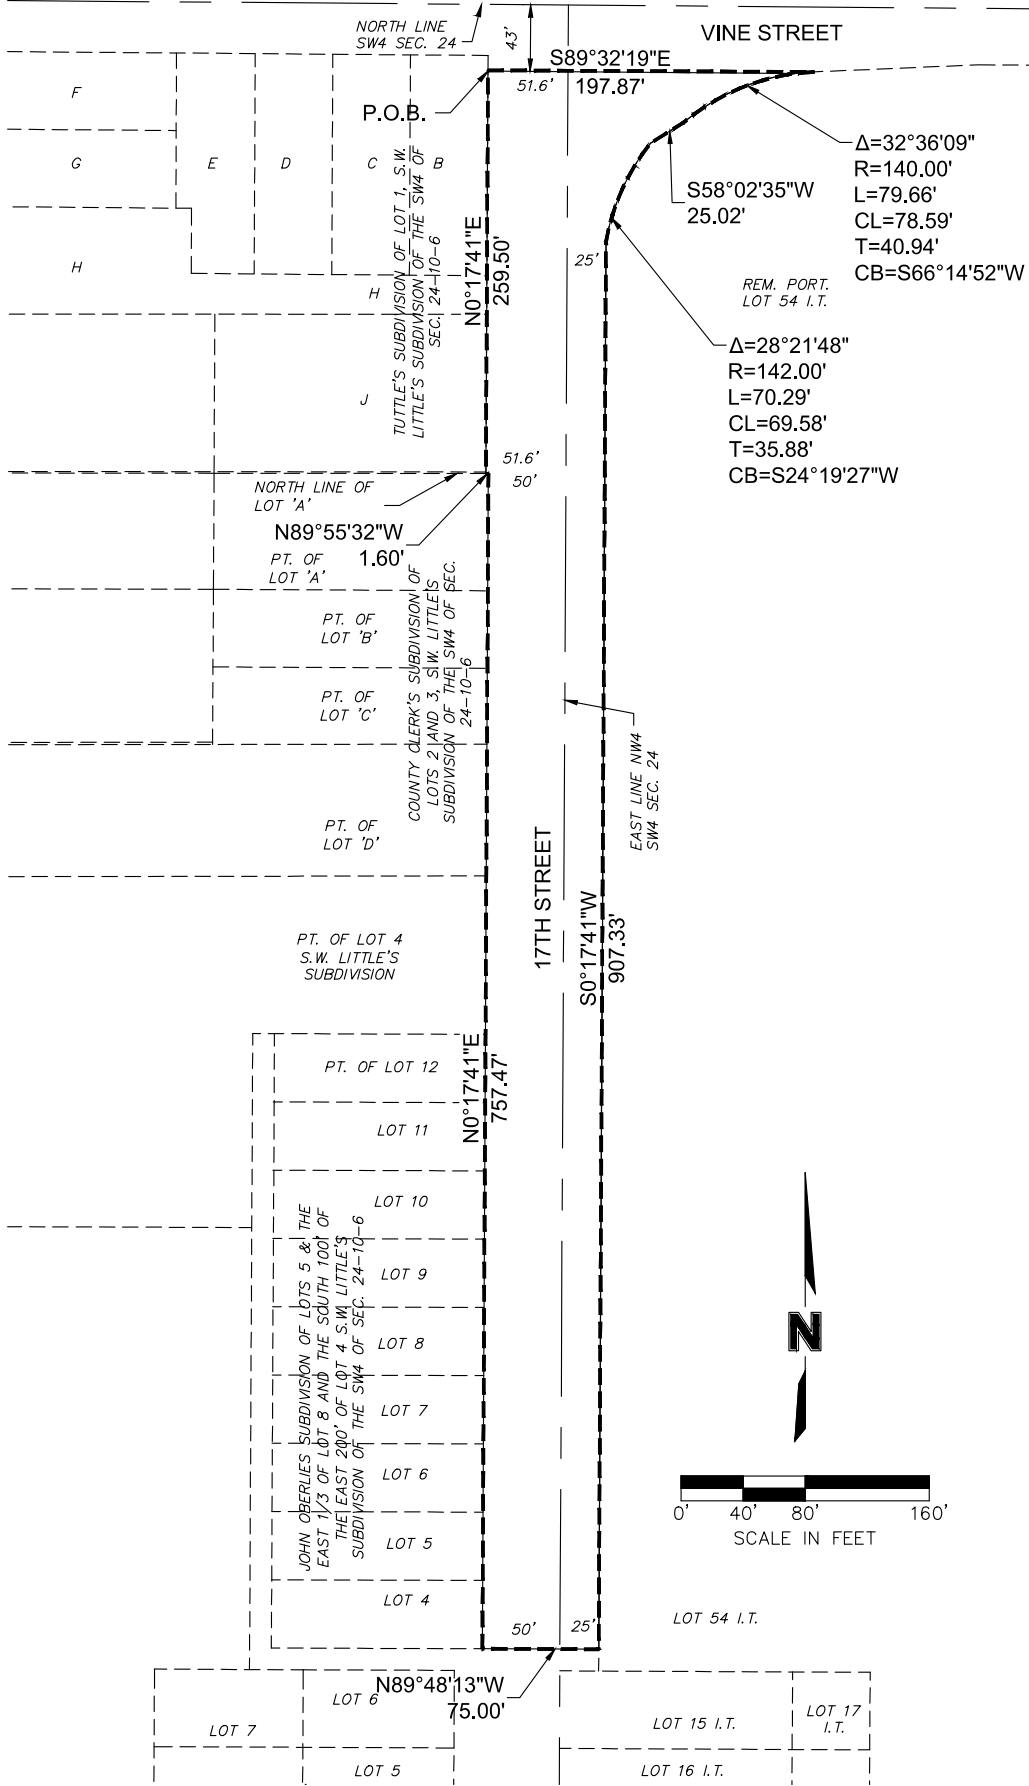 NORTH LINE
SW4 SEC. 24
43'
VINE STREET
S89°32'19"E
51.6'
197.87'
P.O.B.
F
G
E
D
C
B
H
H
J
TUTTLE'S SUBDIVISION OF LOT 1, S.W.
LITTLE'S SUBDIVISION OF THE SW4 OF
SEC. 24-10-6
N0°17'41"E
259.50'
S58°02'35"W
25.02'
Δ=32°36'09"
R=140.00'
L=79.66'
CL=78.59'
T=40.94'
CB=S66°14'52"W
25'
REM. PORT.
LOT 54 I.T.
Δ=28°21'48"
R=142.00'
L=70.29'
CL=69.58'
T=35.88'
CB=S24°19'27"W
51.6'
50'
NORTH LINE OF
LOT 'A'
N89°55'32"W
1.60'
PT. OF
LOT 'A'
PT. OF
LOT 'B'
PT. OF
LOT 'C'
PT. OF
LOT 'D'
COUNTY CLERK'S SUBDIVISION OF
LOTS 2 AND 3, S.W. LITTLE'S
SUBDIVISION OF THE SW4 OF SEC.
24-10-6
EAST LINE NW4
SW4 SEC. 24
17TH STREET
S0°17'41"W
907.33'
PT. OF LOT 4
S.W. LITTLE'S
SUBDIVISION
N0°17'41"E
757.47'
PT. OF LOT 12
LOT 11
LOT 10
LOT 9
LOT 8
LOT 7
LOT 6
LOT 5
LOT 4
JOHN OBERLIES SUBDIVISION OF LOTS 5 & THE
EAST 1/3 OF LOT 8 AND THE SOUTH 100' OF
THE EAST 200' OF LOT 4 S.W. LITTLE'S
SUBDIVISION OF THE SW4 OF SEC. 24-10-6
N
0' 40' 80' 160'
SCALE IN FEET
50'
25'
LOT 54 I.T.
N89°48'13"W
75.00'
LOT 6
LOT 7
LOT 5
LOT 15 I.T.
LOT 17
I.T.
LOT 16 I.T.